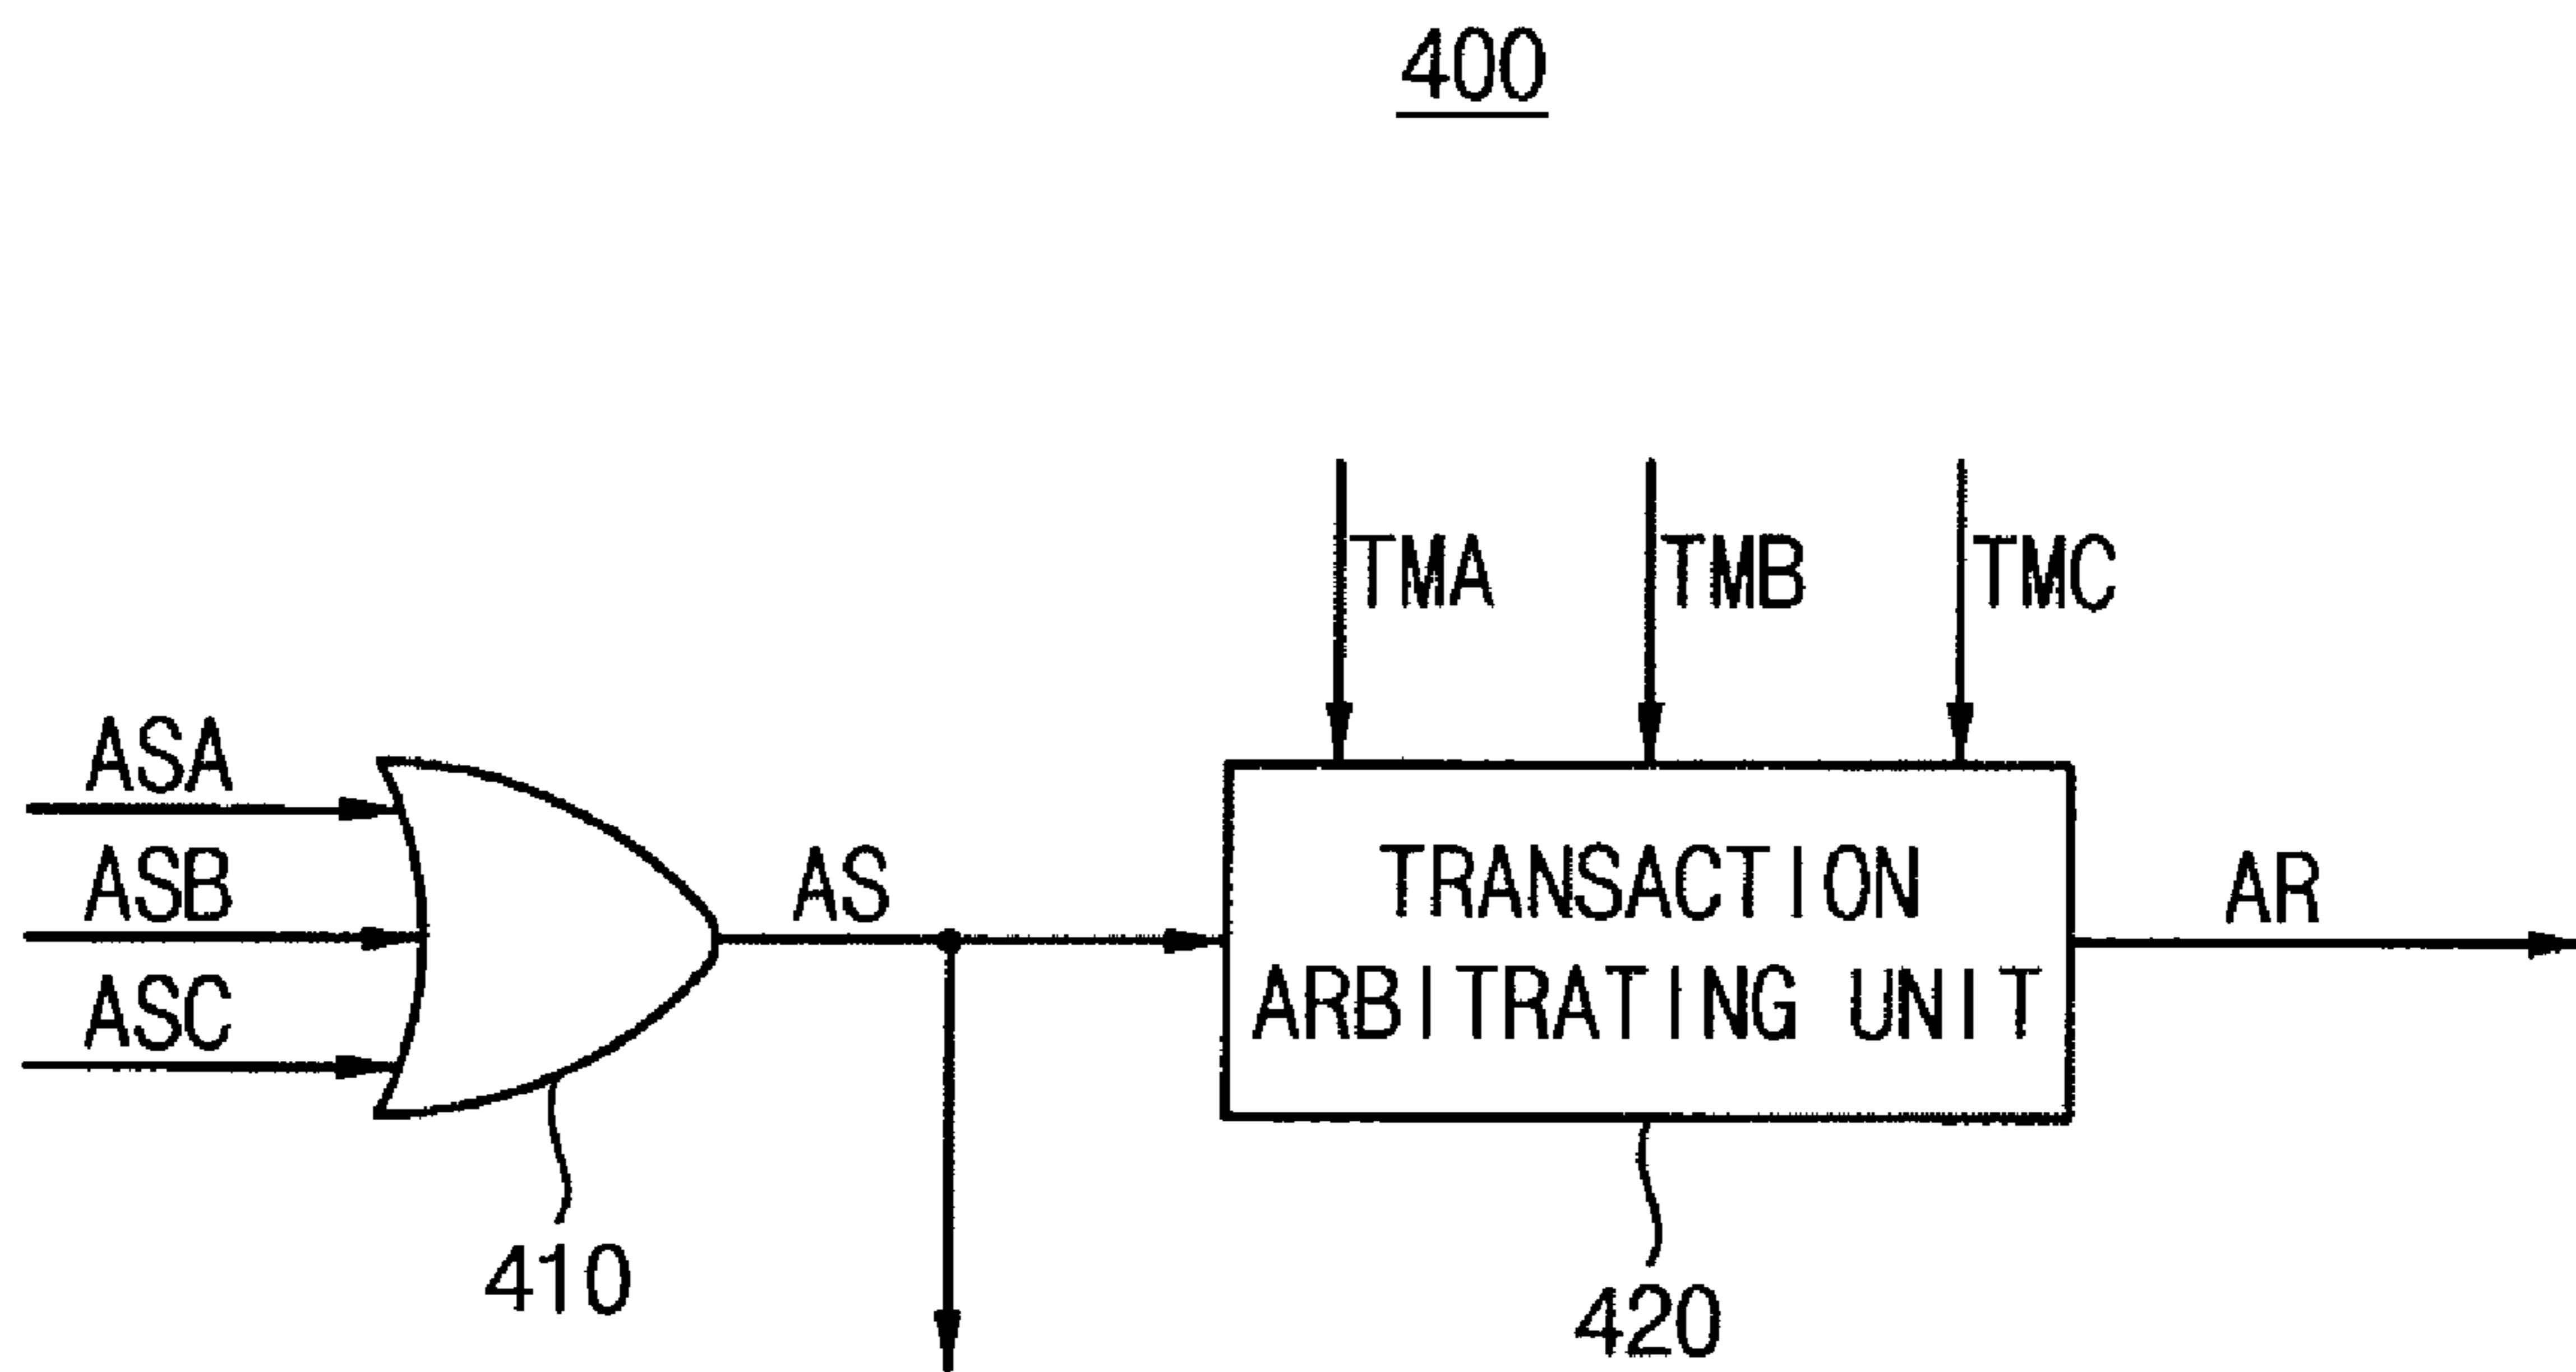 400
TMA TMB TMC
ASA
ASB
ASC
AS
TRANSACTION
ARBITRATING UNIT
AR
410
420